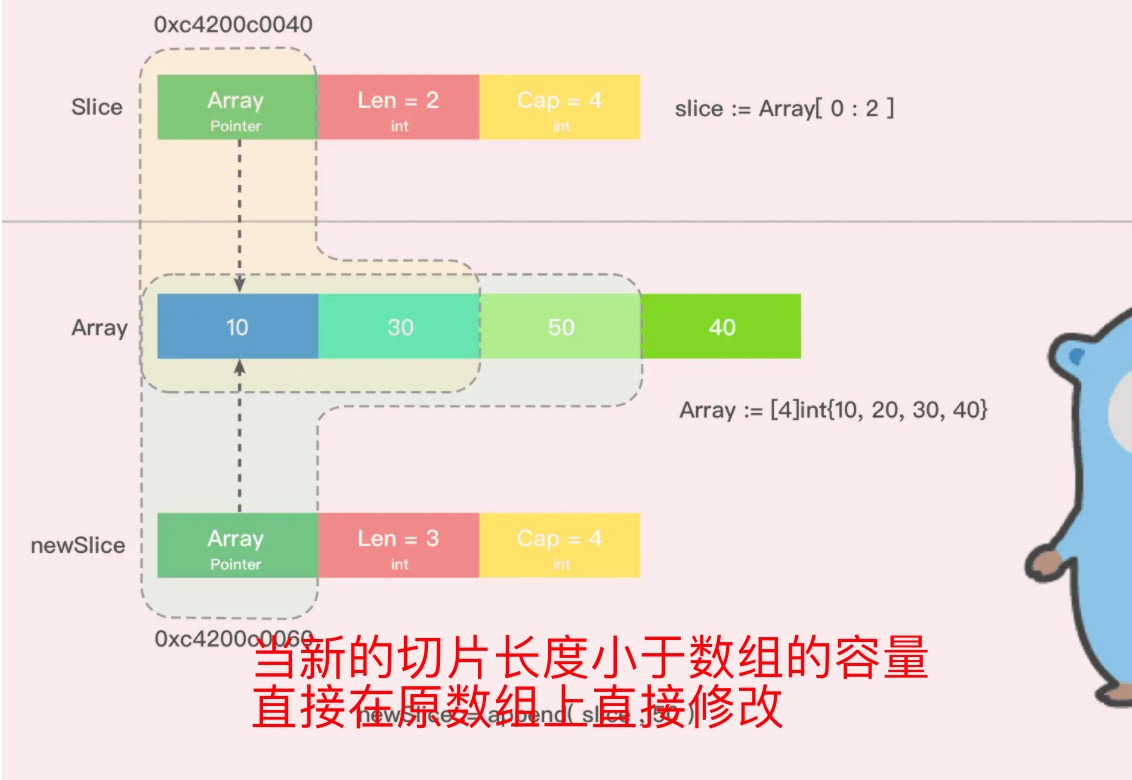 0xc4200c0040
Slice
Array
Pointer
Len = 2
int
Cap = 4
int
slice := Array[ 0 : 2 ]
Array
10
30
50
40
Array := [4]int{10, 20, 30, 40}
newSlice
Array
Pointer
Len = 3
int
Cap = 4
int
0xc4200c0060
当新的切片长度小于数组的容量
直接在原数组上直接修改
newSlice := append( slice , 50 )